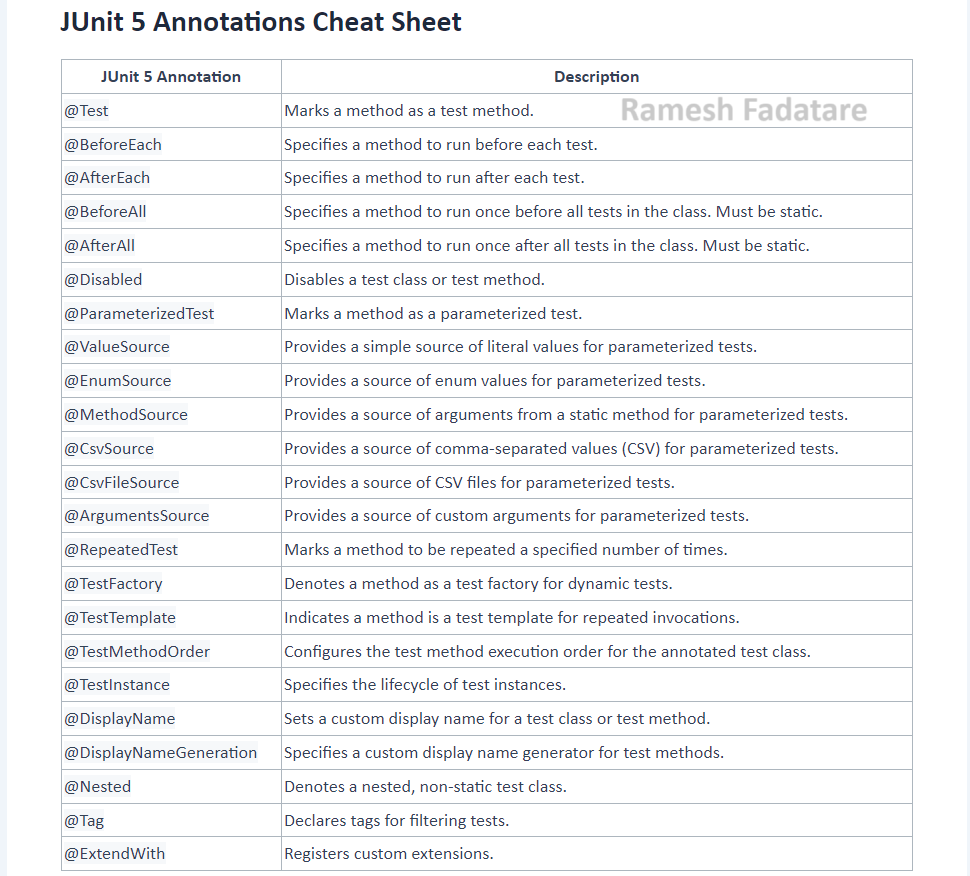 JUnit 5 Annotations Cheat Sheet
JUnit 5 Annotation Description
@Test Marks a method as a test method. Ramesh Fadatare
@BeforeEach Specifies a method to run before each test.
@AfterEach Specifies a method to run after each test.
@BeforeAll Specifies a method to run once before all tests in the class. Must be static.
@AfterAll Specifies a method to run once after all tests in the class. Must be static.
@Disabled Disables a test class or test method.
@ParameterizedTest Marks a method as a parameterized test.
@ValueSource Provides a simple source of literal values for parameterized tests.
@EnumSource Provides a source of enum values for parameterized tests.
@MethodSource Provides a source of arguments from a static method for parameterized tests.
@CsvSource Provides a source of comma-separated values (CSV) for parameterized tests.
@CsvFileSource Provides a source of CSV files for parameterized tests.
@ArgumentsSource Provides a source of custom arguments for parameterized tests.
@RepeatedTest Marks a method to be repeated a specified number of times.
@TestFactory Denotes a method as a test factory for dynamic tests.
@TestTemplate Indicates a method is a test template for repeated invocations.
@TestMethodOrder Configures the test method execution order for the annotated test class.
@TestInstance Specifies the lifecycle of test instances.
@DisplayName Sets a custom display name for a test class or test method.
@DisplayNameGeneration Specifies a custom display name generator for test methods.
@Nested Denotes a nested, non-static test class.
@Tag Declares tags for filtering tests.
@ExtendWith Registers custom extensions.